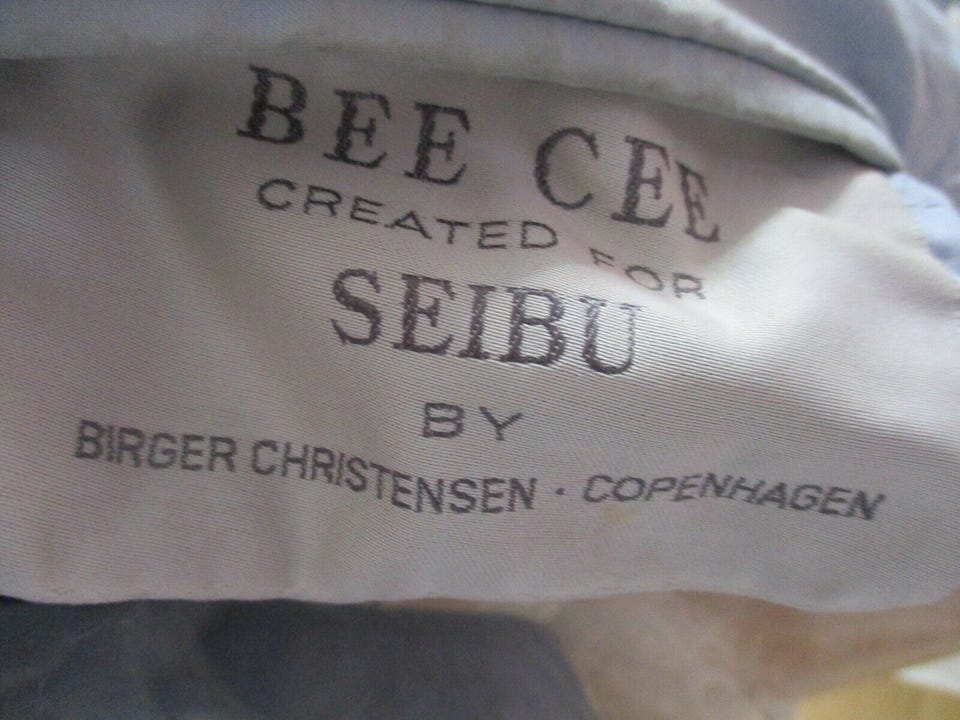 BEE CEE
CREATED FOR
SEIBU
BY
BIRGER CHRISTENSEN · COPENHAGEN